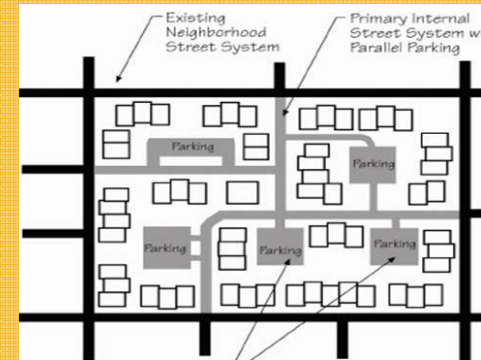 Existing
Neighborhood
Street System
Primary Internal
Street System w
Parallel Parking
Parking
Parking
Parking
Parking
Parking